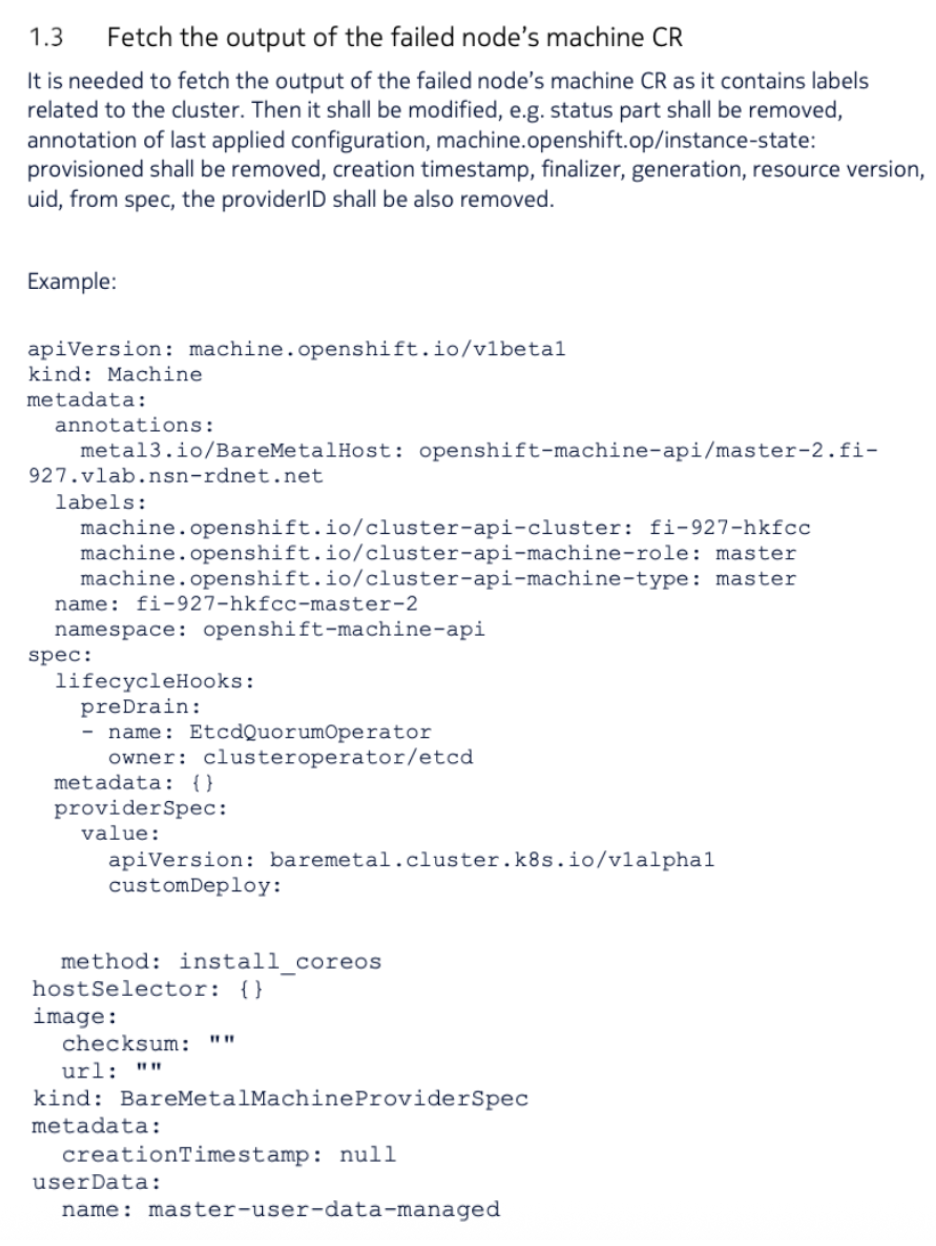 1.3 Fetch the output of the failed node's machine CR
It is needed to fetch the output of the failed node's machine CR as it contains labels
related to the cluster. Then it shall be modified, e.g. status part shall be removed,
annotation of last applied configuration, machine.openshift.op/instance-state:
provisioned shall be removed, creation timestamp, finalizer, generation, resource version,
uid, from spec, the providerID shall be also removed.
Example:
apiVersion: machine.openshift.io/v1beta1
kind: Machine
metadata:
  annotations:
    metal3.io/BareMetalHost: openshift-machine-api/master-2.fi-
927.vlab.nsn-rdnet.net
  labels:
    machine.openshift.io/cluster-api-cluster: fi-927-hkfcc
    machine.openshift.io/cluster-api-machine-role: master
    machine.openshift.io/cluster-api-machine-type: master
  name: fi-927-hkfcc-master-2
  namespace: openshift-machine-api
spec:
  lifecycleHooks:
    preDrain:
    - name: EtcdQuorumOperator
      owner: clusteroperator/etcd
  metadata: {}
  providerSpec:
    value:
      apiVersion: baremetal.cluster.k8s.io/v1alpha1
      customDeploy:
  method: install_coreos
hostSelector: {}
image:
  checksum: ""
  url: ""
kind: BareMetalMachineProviderSpec
metadata:
  creationTimestamp: null
userData:
  name: master-user-data-managed